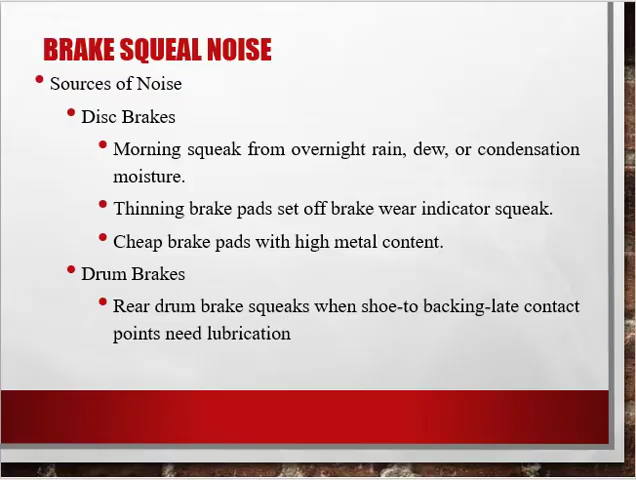 BRAKE SQUEAL NOISE
• Sources of Noise
• Disc Brakes
• Morning squeak from overnight rain, dew, or condensation
moisture.
• Thinning brake pads set off brake wear indicator squeak.
• Cheap brake pads with high metal content.
• Drum Brakes
• Rear drum brake squeaks when shoe-to backing-late contact
points need lubrication